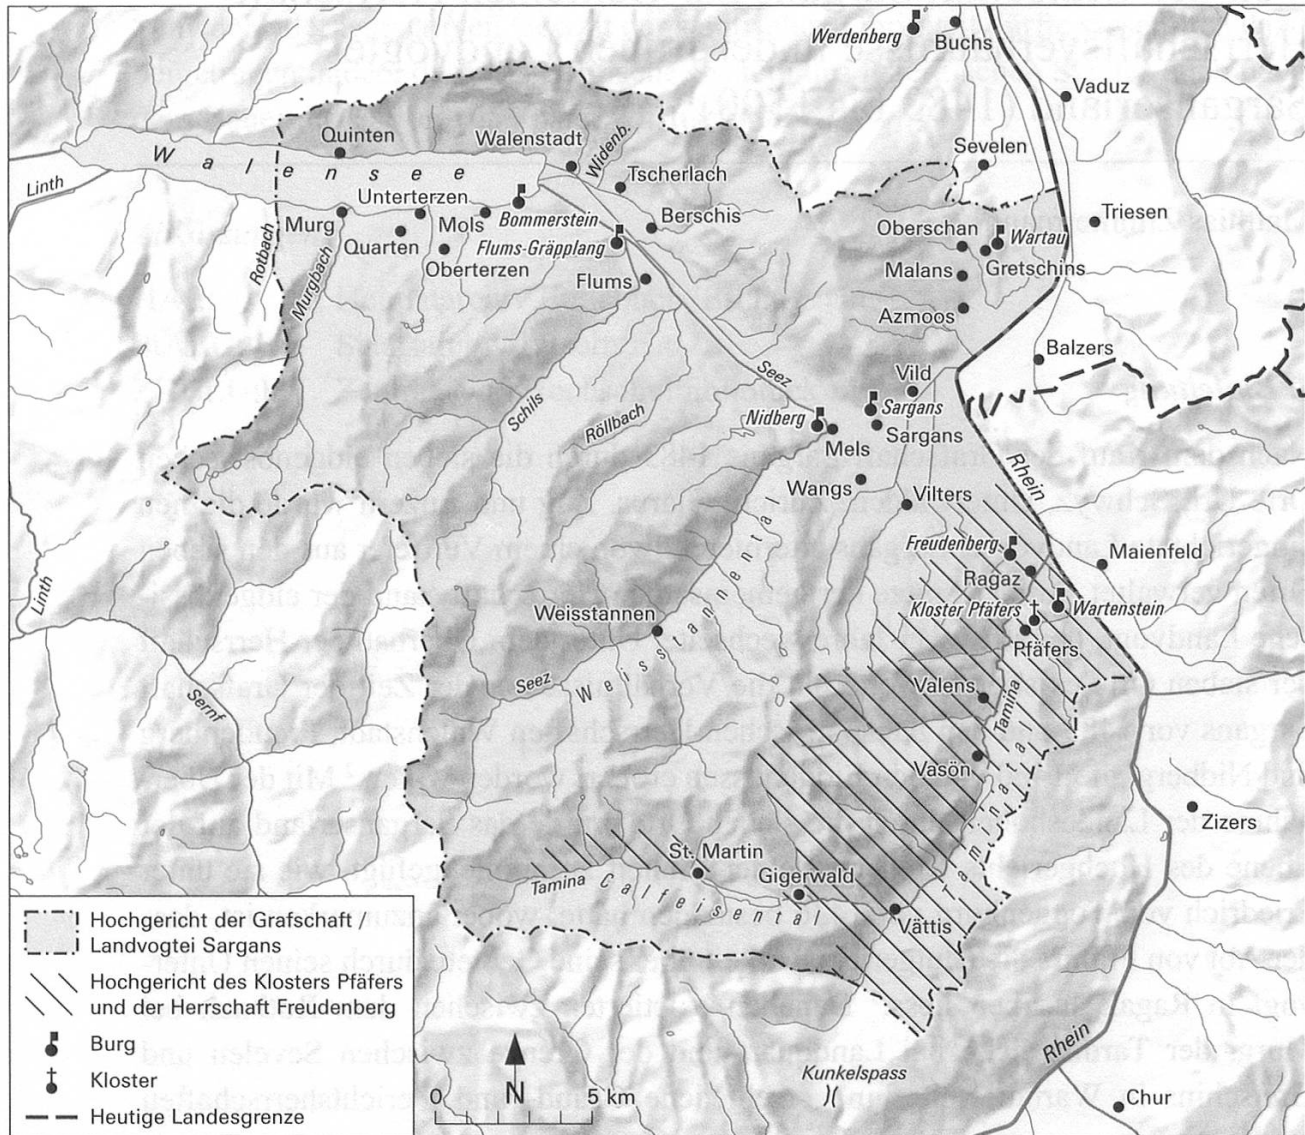 Werdenberg
Buchs
Vaduz
Quinten
Walenstadt
Widenb.
Sevelen
Walensee
Linth
Tscherlach
Unterterzen
Triesen
Murg
Mols
Bommerstein
Berschis
Oberschan
Wartau
Quarten
Flums-Gräpplang
Rotbach
Oberterzen
Malans
Gretschins
Murgbach
Flums
Azmoos
Balzers
Seez
Vild
Schils
Nidberg
Sargans
Röllbach
Sargans
Mels
Rhein
Wangs
Vilters
Freudenberg
Maienfeld
Ragaz
Linth
Weisstannen
Weisstannental
Kloster Pfäfers
Wartenstein
Pfäfers
Seez
Valens
Tamina
Sernf
Vasön
Taminatal
Zizers
St. Martin
Tamina
Calfeisental
Gigerwald
Vättis
Hochgericht der Grafschaft /
Landvogtei Sargans
Hochgericht des Klosters Pfäfers
und der Herrschaft Freudenberg
Burg
Kloster
Heutige Landesgrenze
0 N 5 km
Kunkelspass
Rhein
Chur